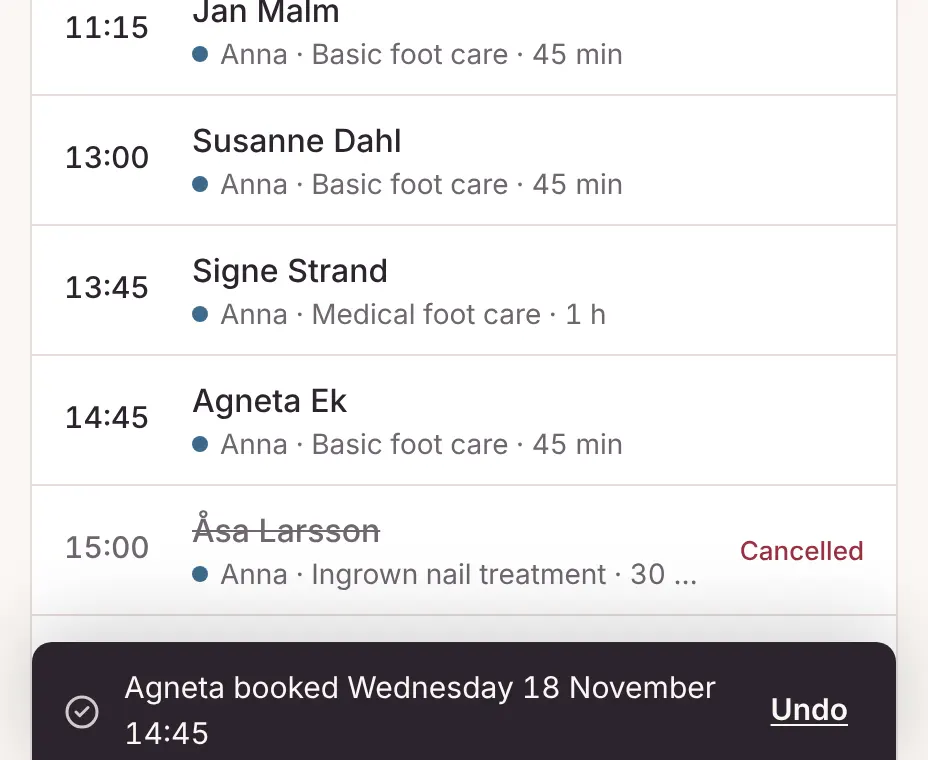 Jan Malm
11:15
Anna · Basic foot care · 45 min
Susanne Dahl
13:00
Anna · Basic foot care · 45 min
Signe Strand
13:45
Anna · Medical foot care · 1 h
Agneta Ek
14:45
Anna · Basic foot care · 45 min
Åsa Larsson
15:00
Cancelled
Anna · Ingrown nail treatment · 30 ...
Agneta booked Wednesday 18 November
14:45
Undo